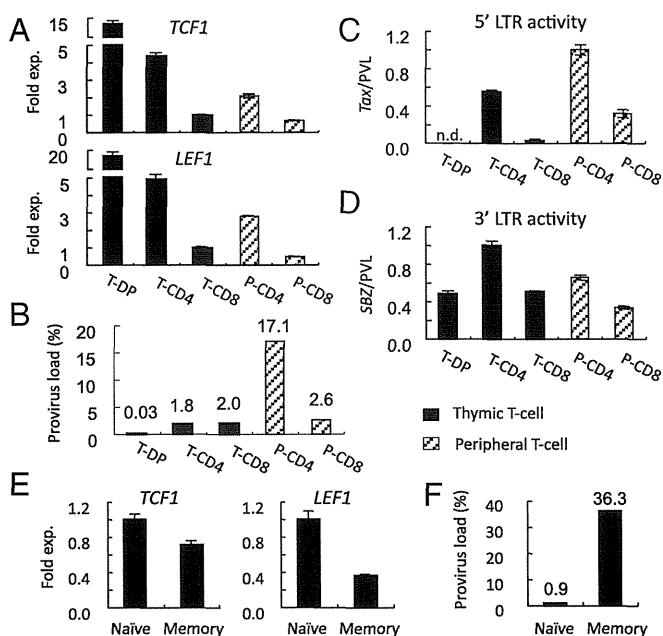 A
TCF1
Fold exp.
15
5
3
1
0
LEF1
Fold exp.
20
5
3
1
0
T-DP
T-CD4
T-CD8
P-CD4
P-CD8
B
Provirus load (%)
20
15
10
5
0
0.03
1.8
2.0
17.1
2.6
T-DP
T-CD4
T-CD8
P-CD4
P-CD8
C
5' LTR activity
Tax/PVL
1.2
0.8
0.4
0.0
n.d.
T-DP
T-CD4
T-CD8
P-CD4
P-CD8
D
3' LTR activity
SBZ/PVL
1.2
0.8
0.4
0.0
T-DP
T-CD4
T-CD8
P-CD4
P-CD8
Thymic T-cell
Peripheral T-cell
E
TCF1
Fold exp.
1.2
0.8
0.4
0.0
Naïve
Memory
LEF1
1.2
0.8
0.4
0.0
Naïve
Memory
F
Provirus load (%)
40
30
20
10
0
0.9
36.3
Naïve
Memory